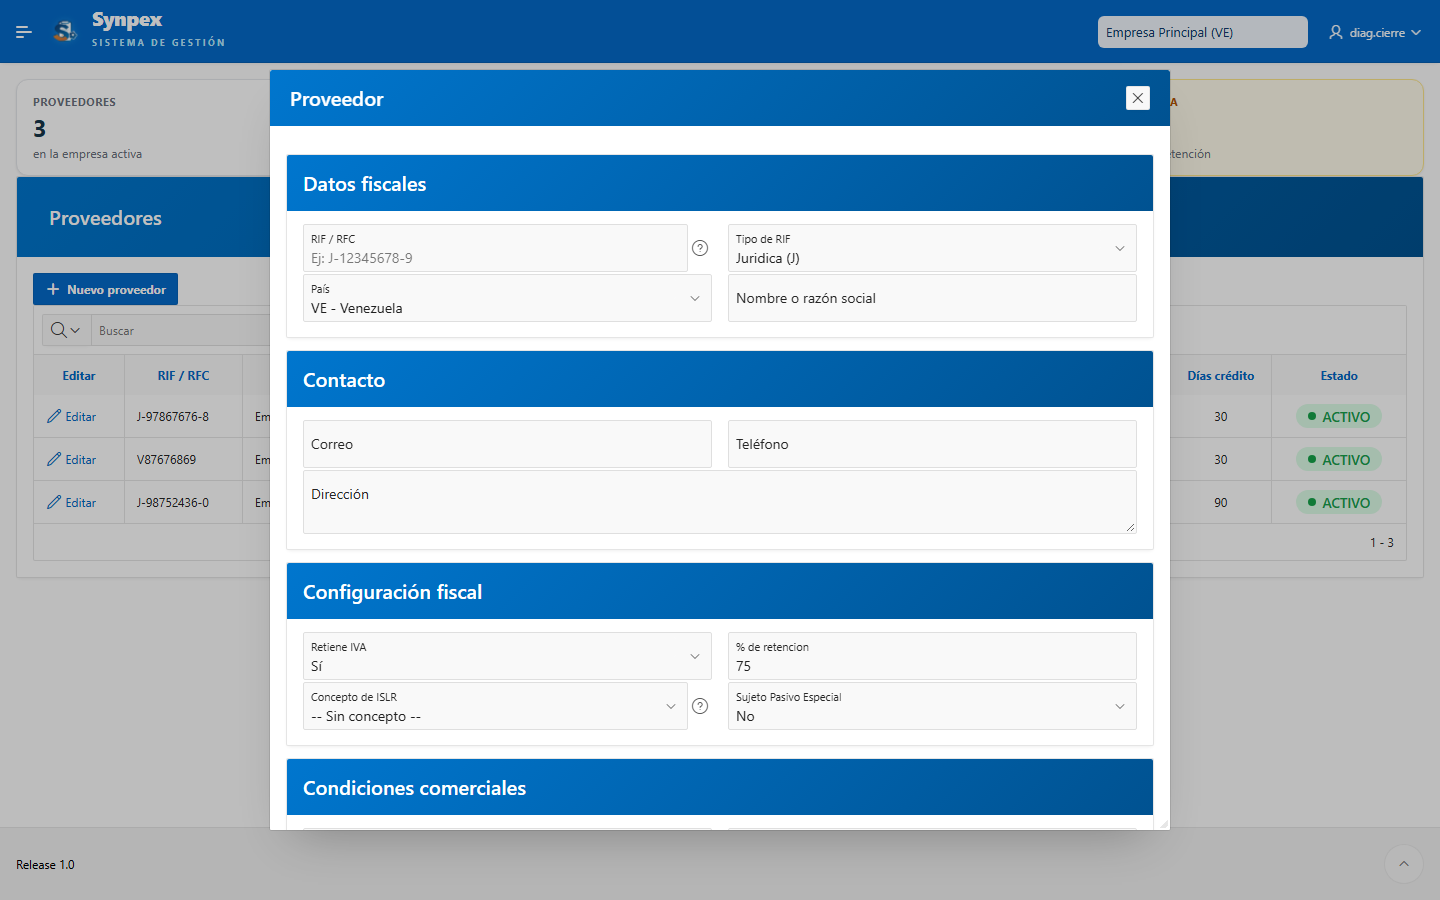 Synpex
SISTEMA DE GESTIÓN
Empresa Principal (VE)
diag.cierre
PROVEEDORES
3
en la empresa activa
A
etención
Proveedores
Nuevo proveedor
Buscar
Editar
RIF / RFC
Días crédito
Estado
Editar
J-97867676-8
Em
30
ACTIVO
Editar
V87676869
Em
30
ACTIVO
Editar
J-98752436-0
Em
90
ACTIVO
1 - 3
Proveedor
Datos fiscales
RIF / RFC
Ej: J-12345678-9
Tipo de RIF
Juridica (J)
País
VE - Venezuela
Nombre o razón social
Contacto
Correo
Teléfono
Dirección
Configuración fiscal
Retiene IVA
Sí
% de retencion
75
Concepto de ISLR
-- Sin concepto --
Sujeto Pasivo Especial
No
Condiciones comerciales
Release 1.0